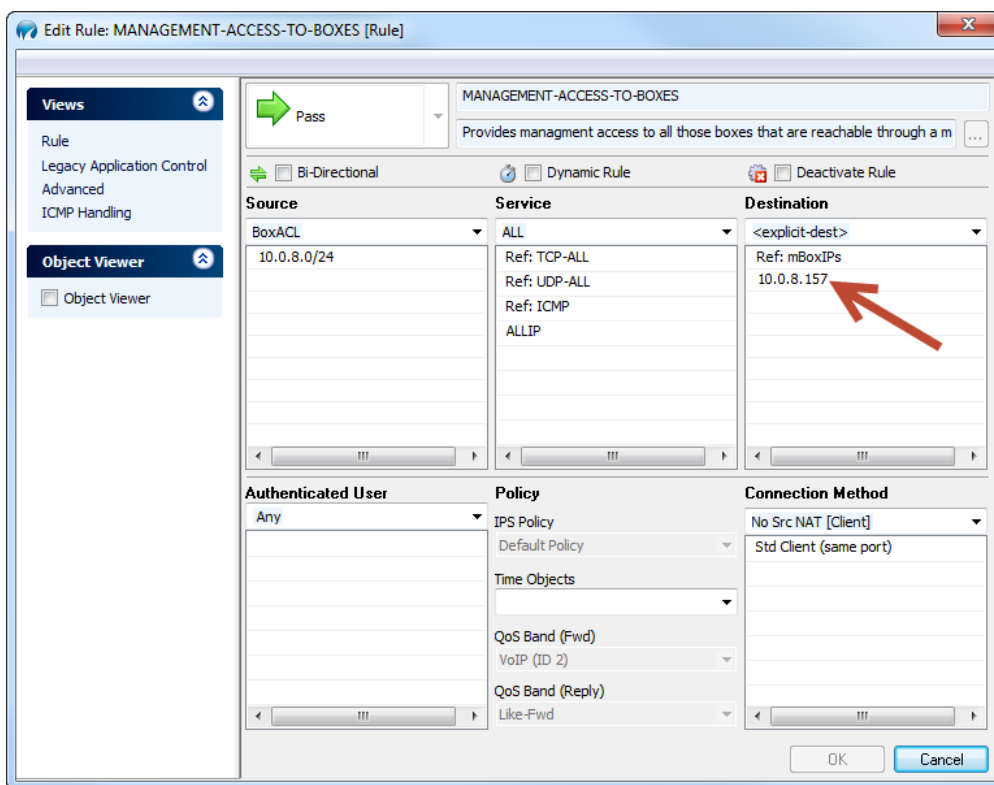 Edit Rule: MANAGEMENT-ACCESS-TO-BOXES [Rule]
Views
Rule
Legacy Application Control
Advanced
ICMP Handling
Object Viewer
Object Viewer
Pass
MANAGEMENT-ACCESS-TO-BOXES
Provides managment access to all those boxes that are reachable through a m
...
Bi-Directional
Dynamic Rule
Deactivate Rule
Source
BoxACL
10.0.8.0/24
Service
ALL
Ref: TCP-ALL
Ref: UDP-ALL
Ref: ICMP
ALLIP
Destination
<explicit-dest>
Ref: mBoxIPs
10.0.8.157
Authenticated User
Any
Policy
IPS Policy
Default Policy
Time Objects
QoS Band (Fwd)
VoIP (ID 2)
QoS Band (Reply)
Like-Fwd
Connection Method
No Src NAT [Client]
Std Client (same port)
OK
Cancel